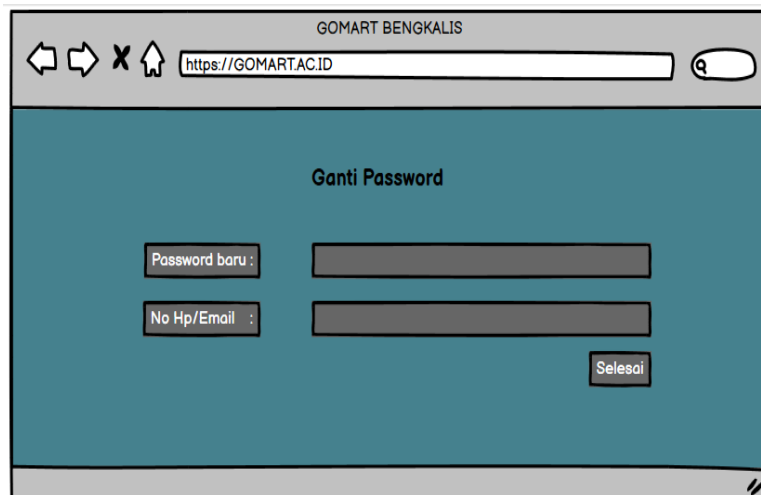 GOMART BENGKALIS
https://GOMART.AC.ID
Ganti Password
Password baru :
No Hp/Email :
Selesai